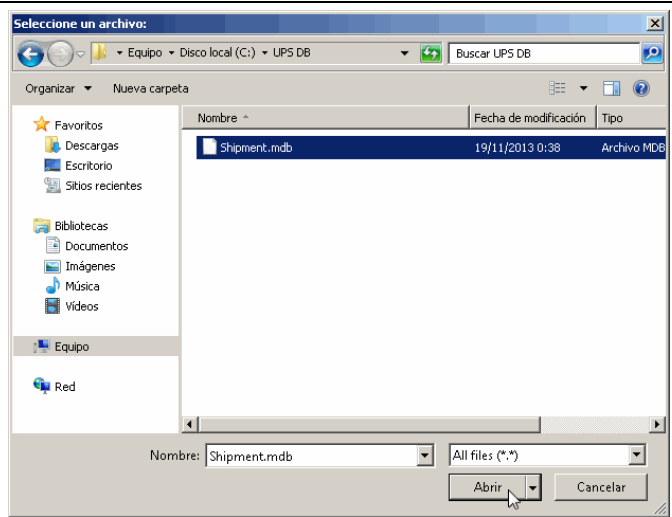 Seleccione un archivo:
Equipo Disco local (C:) UPS DB Buscar UPS DB
Organizar Nueva carpeta
Nombre Fecha de modificación Tipo
Shipment.mdb 19/11/2013 0:38 Archivo MDB
Favoritos
Descargas
Escritorio
Sitios recientes
Bibliotecas
Documentos
Imágenes
Música
Vídeos
Equipo
Red
Nombre: Shipment.mdb All files (*.*)
Abrir Cancelar